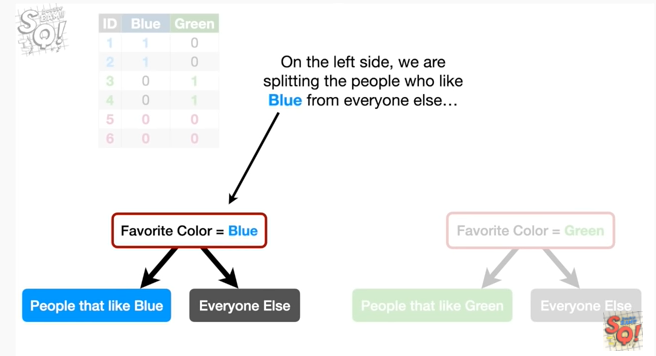 SQ!
ID Blue Green
1 1 0
2 1 0
3 0 1
4 0 1
5 0 0
6 0 0
On the left side, we are
splitting the people who like
Blue from everyone else…
Favorite Color = Blue
Favorite Color = Green
People that like Blue
Everyone Else
People that like Green
Everyone Else
SQ!